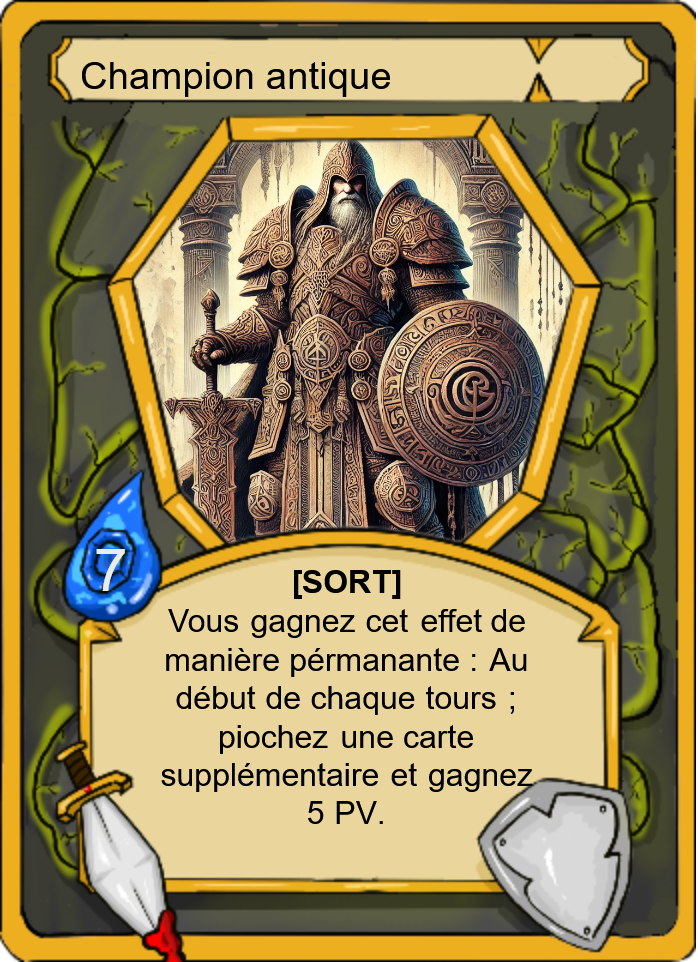 Champion antique
7
[SORT]
Vous gagnez cet effet de
manière pérmanante : Au
début de chaque tours ;
piochez une carte
supplémentaire et gagnez
5 PV.